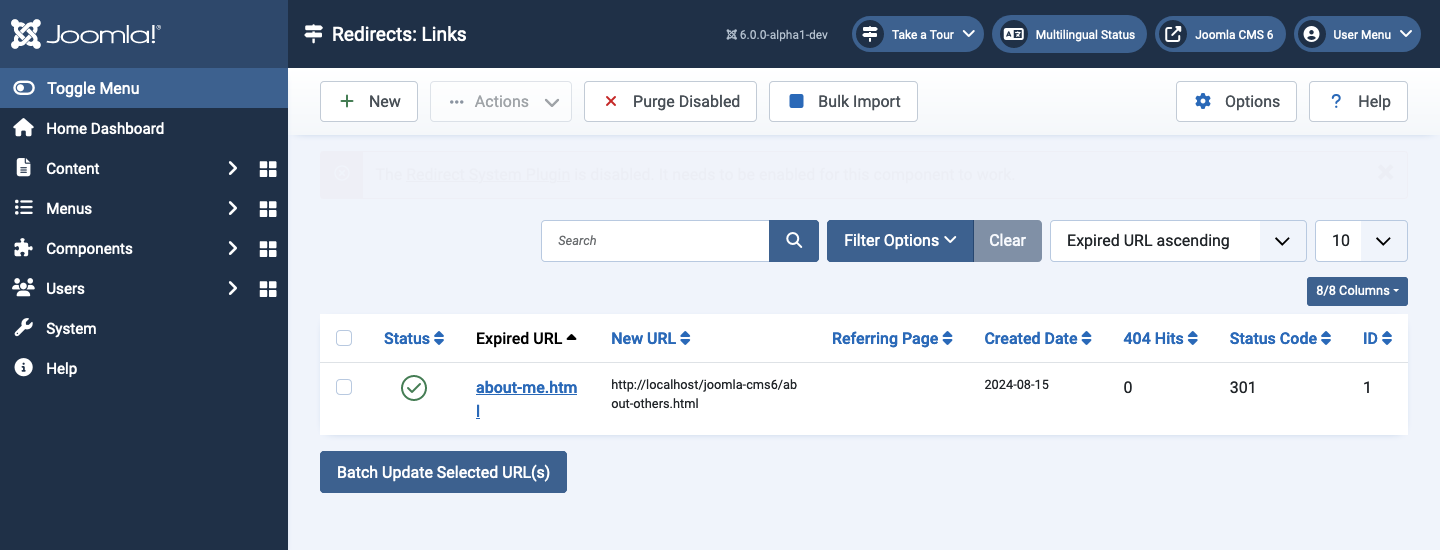 Joomla!®
Redirects: Links
6.0.0-alpha1-dev
Take a Tour
Multilingual Status
Joomla CMS 6
User Menu
Toggle Menu
Home Dashboard
Content
Menus
Components
Users
System
Help
New
Actions
Purge Disabled
Bulk Import
Options
? Help
The Redirect System Plugin is disabled. It needs to be enabled for this component to work.
Search
Filter Options
Clear
Expired URL ascending
10
8/8 Columns
Status Expired URL New URL Referring Page Created Date 404 Hits Status Code ID
about-me.htm
l
http://localhost/joomla-cms6/ab
out-others.html
2024-08-15
0
301
1
Batch Update Selected URL(s)